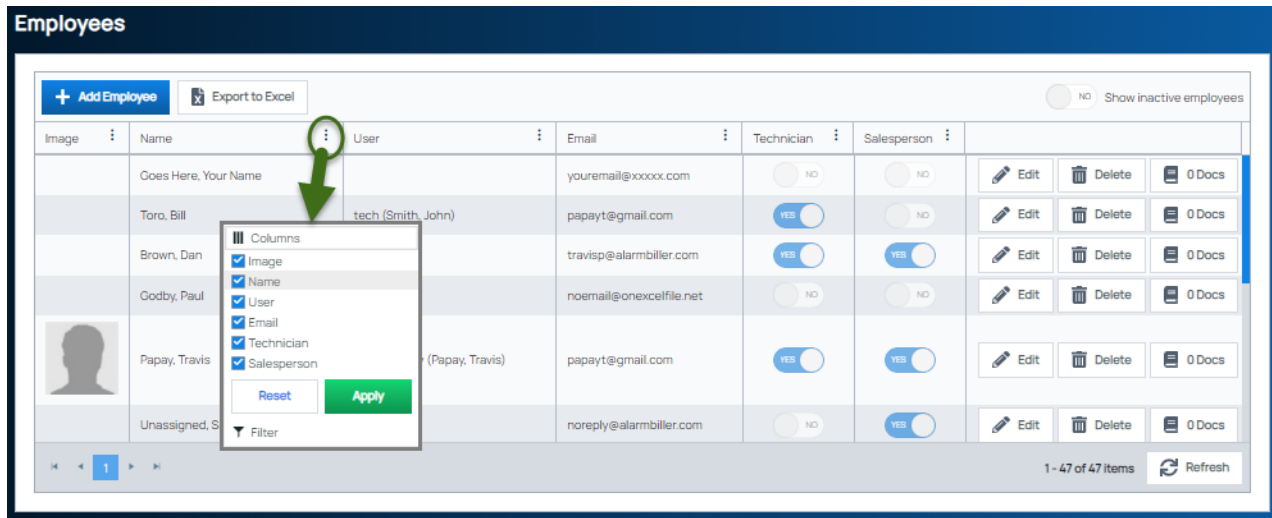 Employees
Add Employee Export to Excel NO Show inactive employees
Image Name User Email Technician Salesperson
Goes Here, Your Name youremail@xxxxx.com NO NO Edit Delete 0 Docs
Toro, Bill tech (Smith, John) papayt@gmail.com YES NO Edit Delete 0 Docs
Brown, Dan travisp@alarmbiller.com YES YES Edit Delete 0 Docs
Godby, Paul noemail@onexcelfile.net NO NO Edit Delete 0 Docs
Papay, Travis (Papay, Travis) papayt@gmail.com YES YES Edit Delete 0 Docs
Unassigned, S noreply@alarmbiller.com NO YES Edit Delete 0 Docs
Columns
Image
Name
User
Email
Technician
Salesperson
Reset Apply
Filter
1 1 - 47 of 47 items Refresh